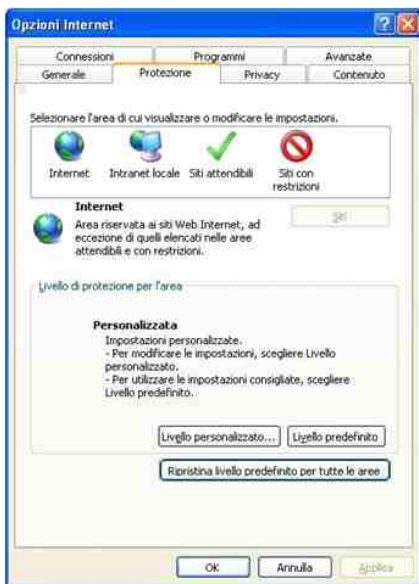 Opzioni Internet
Connessioni Programmi Avanzate
Generale Protezione Privacy Contenuto
Selezionare l'area di cui visualizzare o modificare le impostazioni.
Internet Intranet locale Siti attendibili Siti con
restrizioni
Internet
Area riservata ai siti Web Internet, ad
eccezione di quelli elencati nelle aree
attendibili e con restrizioni.
Siti
Livello di protezione per l'area
Personalizzata
Impostazioni personalizzate.
- Per modificare le impostazioni, scegliere Livello
personalizzato.
- Per utilizzare le impostazioni consigliate, scegliere
Livello predefinito.
Livello personalizzato... Livello predefinito
Ripristina livello predefinito per tutte le aree
OK Annulla Applica